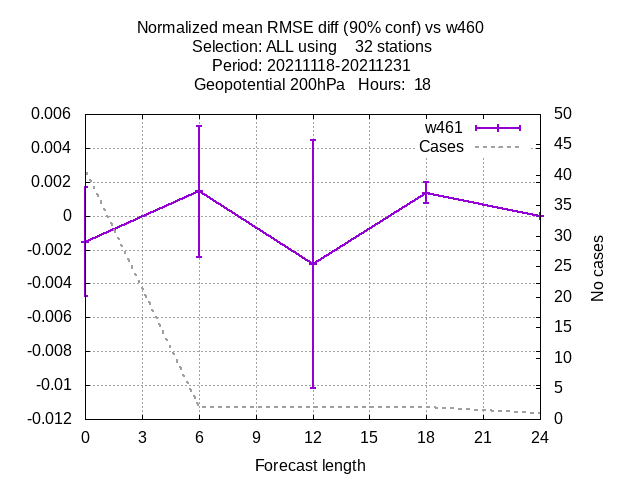 Normalized mean RMSE diff (90% conf) vs w460
Selection: ALL using    32 stations
Period: 20211118-20211231
Geopotential 200hPa   Hours:  18
w461
Cases
0.006
0.004
0.002
0
-0.002
-0.004
-0.006
-0.008
-0.01
-0.012
50
45
40
35
30
25
20
15
10
5
0
No cases
0 3 6 9 12 15 18 21 24
Forecast length